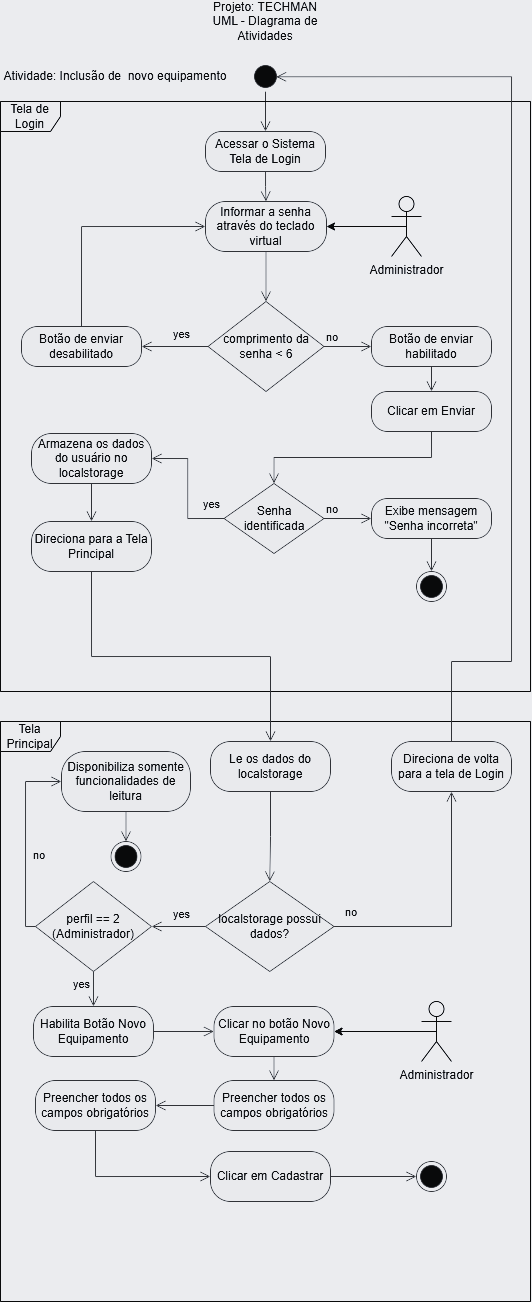 Projeto: TECHMAN
UML - DIagrama de
Atividades
Atividade: Inclusão de novo equipamento
Tela de
Login
Acessar o Sistema
Tela de Login
Informar a senha
através do teclado
virtual
Administrador
comprimento da
senha < 6
yes
no
Botão de enviar
desabilitado
Botão de enviar
habilitado
Clicar em Enviar
Armazena os dados
do usuário no
localstorage
Senha
identificada
yes
no
Exibe mensagem
"Senha incorreta"
Direciona para a Tela
Principal
Tela
Principal
Disponibiliza somente
funcionalidades de
leitura
Le os dados do
localstorage
Direciona de volta
para a tela de Login
no
perfil == 2
(Administrador)
yes
localstorage possui
dados?
no
yes
Habilita Botão Novo
Equipamento
Clicar no botão Novo
Equipamento
Administrador
Preencher todos os
campos obrigatórios
Preencher todos os
campos obrigatórios
Clicar em Cadastrar